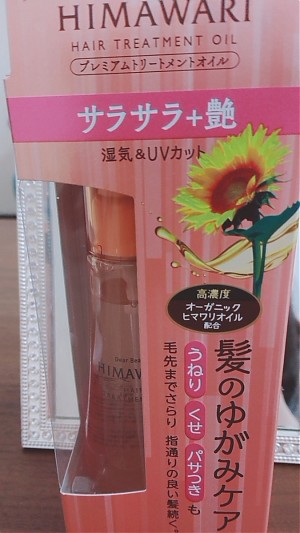 HIMAWARI
HAIR TREATMENT OIL
プレミアムトリートメントオイル
サラサラ+艶
湿気&UVカット
高濃度
オーガニック
ヒマワリオイル
配合
髪のゆがみケア
うねり くせ パサつき も
毛先までさらり 指通りの良い髪続く。
HIMAWA